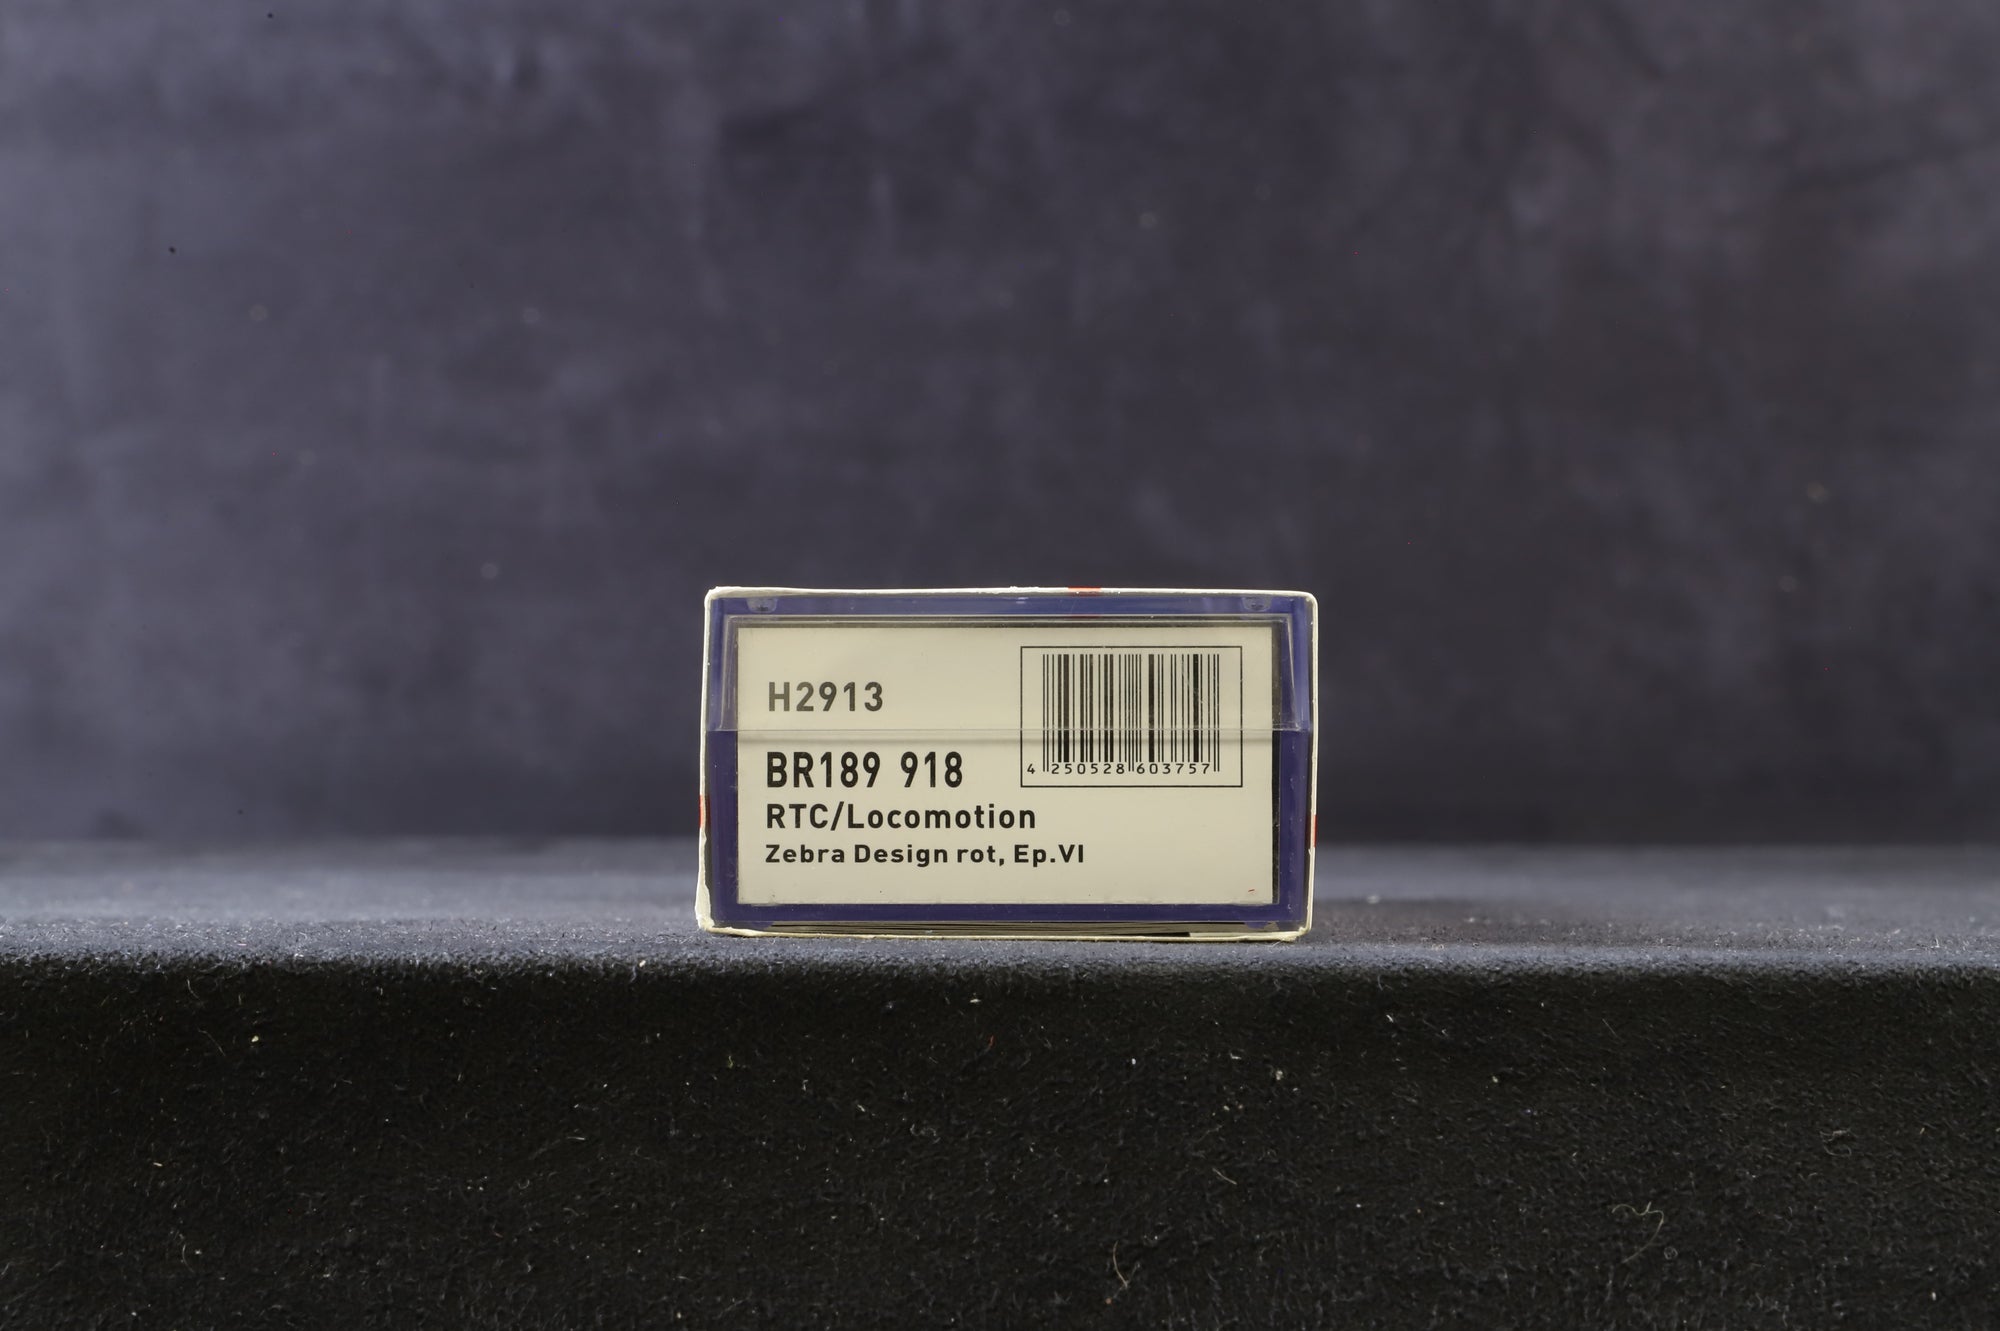 H2913
BR189 918
RTC/Locomotion
Zebra Design rot, Ep.VI
4 250528 603757